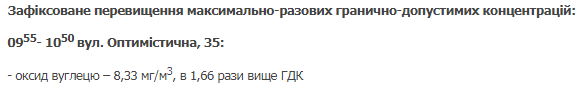 Зафіксоване перевищення максимально-разових гранично-допустимих концентрацій:
09⁵⁵- 10⁵⁰ вул. Оптимістична, 35:
- оксид вуглецю – 8,33 мг/м³, в 1,66 рази вище ГДК